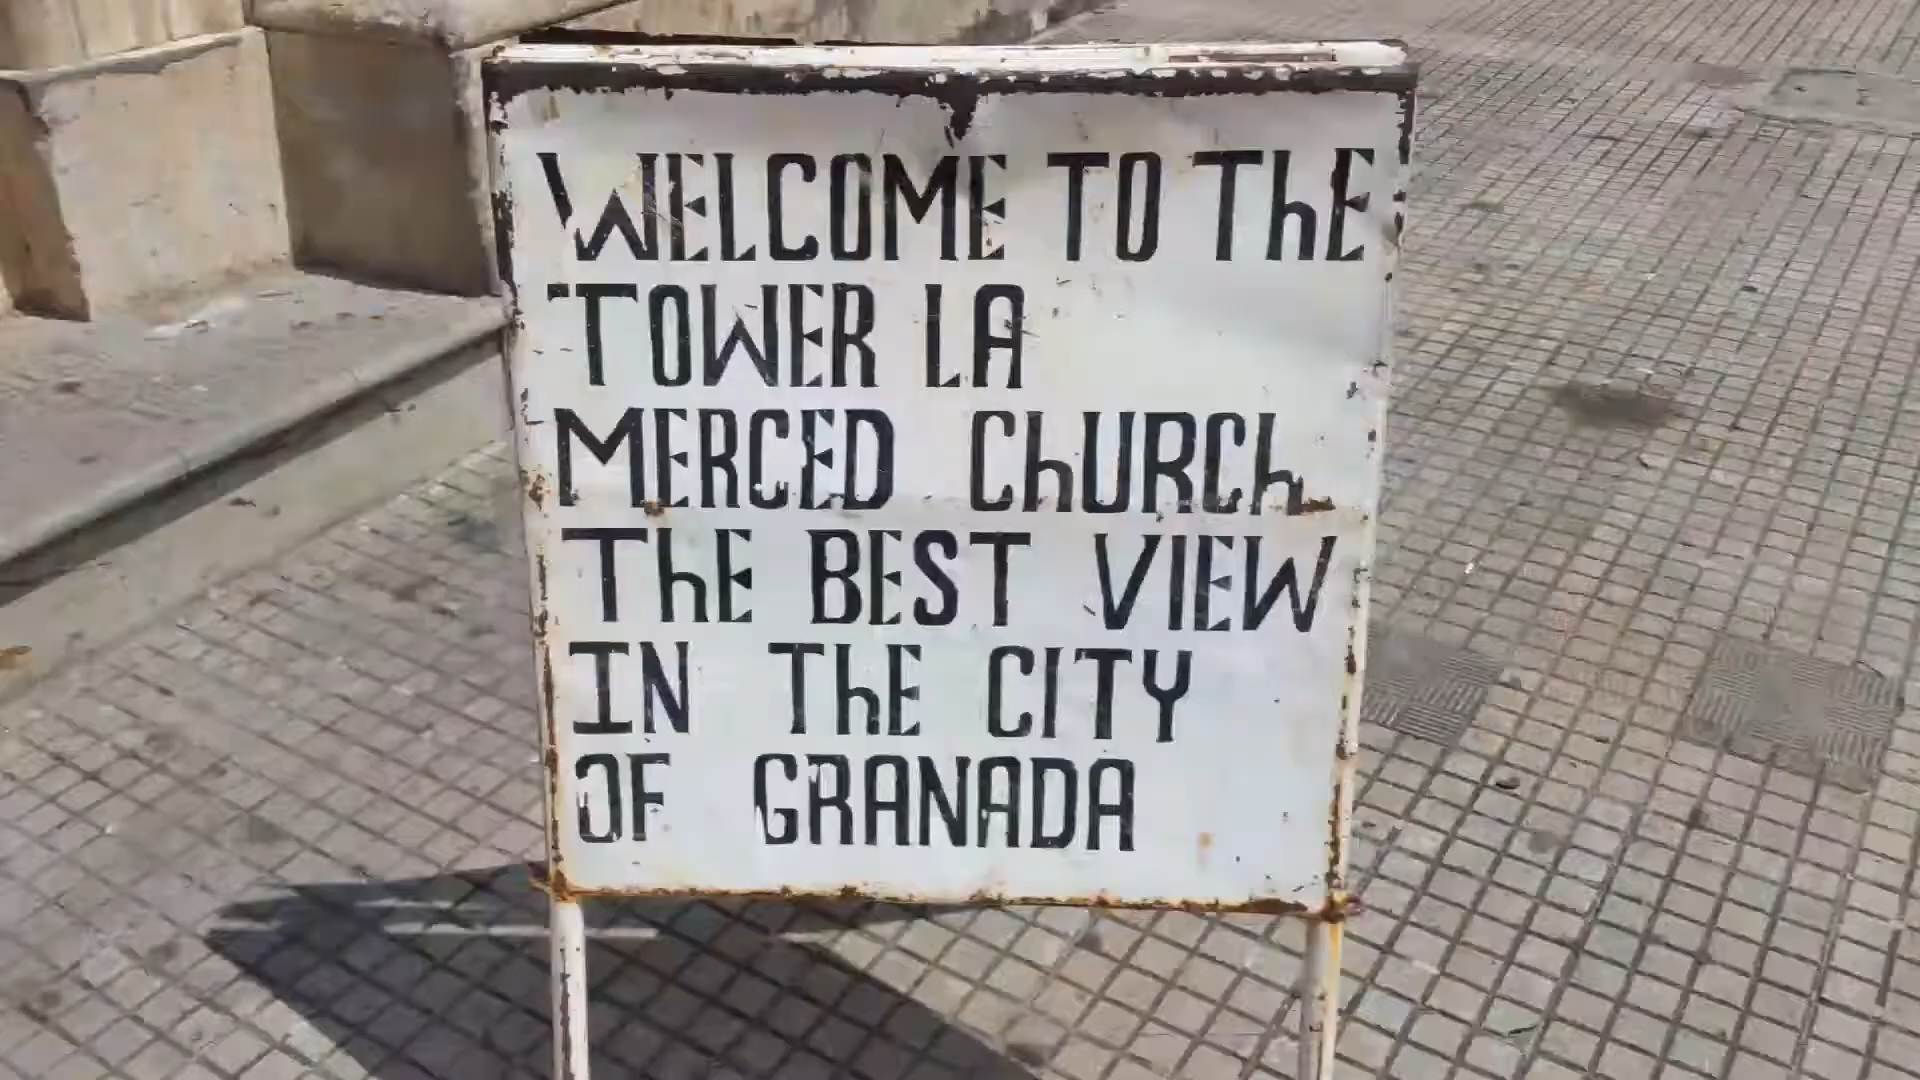 WELCOME TO ThE
TOWER LA
MERCED ChURCh
ThE BEST VIEW
IN ThE CITY
OF GRANADA